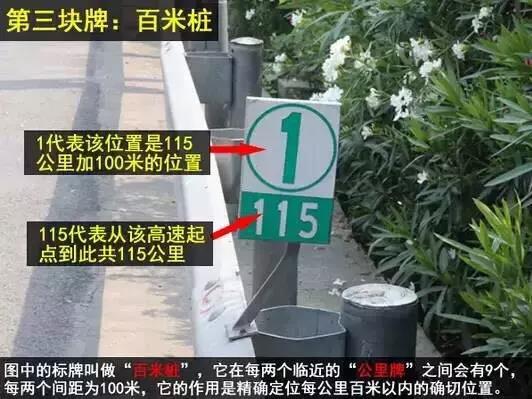 第三块牌：百米桩
1代表该位置是115
公里加100米的位置
1
115
115代表从该高速起
点到此共115公里
图中的标牌叫做“百米桩”，它在每两个临近的“公里牌”之间会有9个，
每两个间距为100米，它的作用是精确定位每公里百米以内的确切位置。